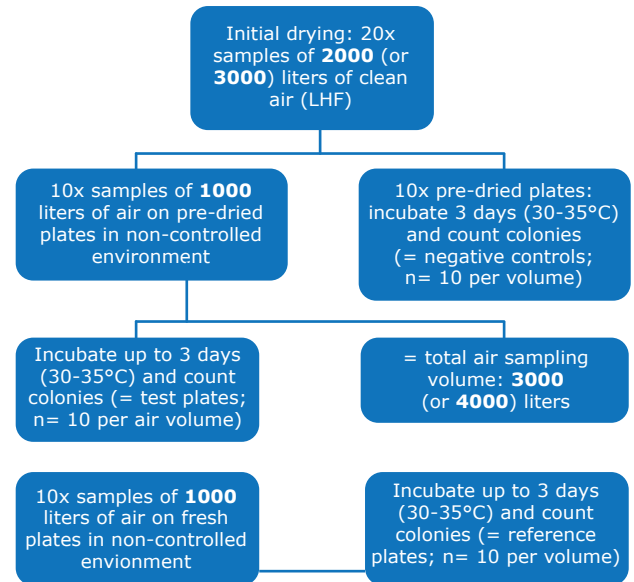 Initial drying: 20x
samples of 2000 (or
3000) liters of clean
air (LHF)
10x samples of 1000
liters of air on pre-dried
plates in non-controlled
environment
10x pre-dried plates:
incubate 3 days (30-35°C)
and count colonies
(= negative controls;
n= 10 per volume)
Incubate up to 3 days
(30-35°C) and count
colonies (= test plates;
n= 10 per air volume)
= total air sampling
volume: 3000
(or 4000) liters
10x samples of 1000
liters of air on fresh
plates in non-controlled
envionment
Incubate up to 3 days
(30-35°C) and count
colonies (= reference
plates; n= 10 per volume)